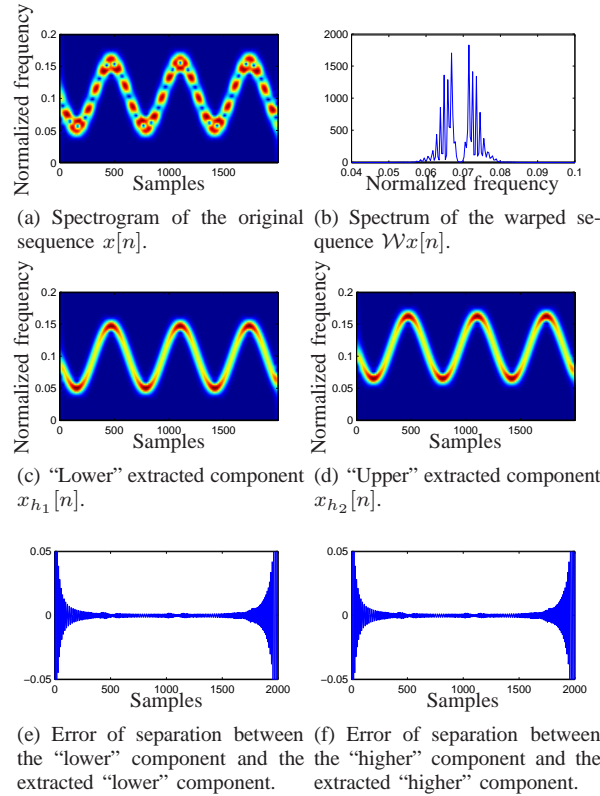 0.2
0.15
0.1
0.05
0
0 500 1000 1500
Normalized frequency
Samples
2000
1500
1000
500
0
0.04 0.05 0.06 0.07 0.08 0.09 0.1
Normalized frequency
(a) Spectrogram of the original
sequence x[n].
(b) Spectrum of the warped se-
quence 𝒲x[n].
0.2
0.15
0.1
0.05
0
0 500 1000 1500
Normalized frequency
Samples
0.2
0.15
0.1
0.05
0
0 500 1000 1500
Normalized frequency
Samples
(c) “Lower” extracted component
x_{h_1}[n].
(d) “Upper” extracted component
x_{h_2}[n].
0.05
0
−0.05
0 500 1000 1500 2000
Samples
0.05
0
−0.05
0 500 1000 1500 2000
Samples
(e) Error of separation between
the “lower” component and the
extracted “lower” component.
(f) Error of separation between
the “higher” component and the
extracted “higher” component.